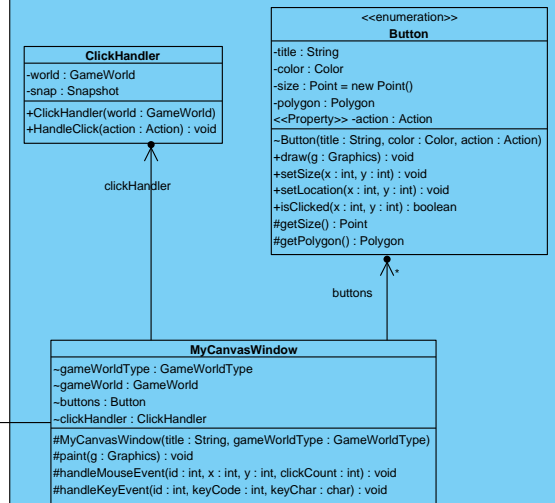 <<enumeration>>
Button
-title : String
-color : Color
-size : Point = new Point()
-polygon : Polygon
<<Property>> -action : Action
~Button(title : String, color : Color, action : Action)
+draw(g : Graphics) : void
+setSize(x : int, y : int) : void
+setLocation(x : int, y : int) : void
+isClicked(x : int, y : int) : boolean
#getSize() : Point
#getPolygon() : Polygon
ClickHandler
-world : GameWorld
-snap : Snapshot
+ClickHandler(world : GameWorld)
+HandleClick(action : Action) : void
clickHandler
*
buttons
MyCanvasWindow
~gameWorldType : GameWorldType
~gameWorld : GameWorld
~buttons : Button
~clickHandler : ClickHandler
#MyCanvasWindow(title : String, gameWorldType : GameWorldType)
#paint(g : Graphics) : void
#handleMouseEvent(id : int, x : int, y : int, clickCount : int) : void
#handleKeyEvent(id : int, keyCode : int, keyChar : char) : void